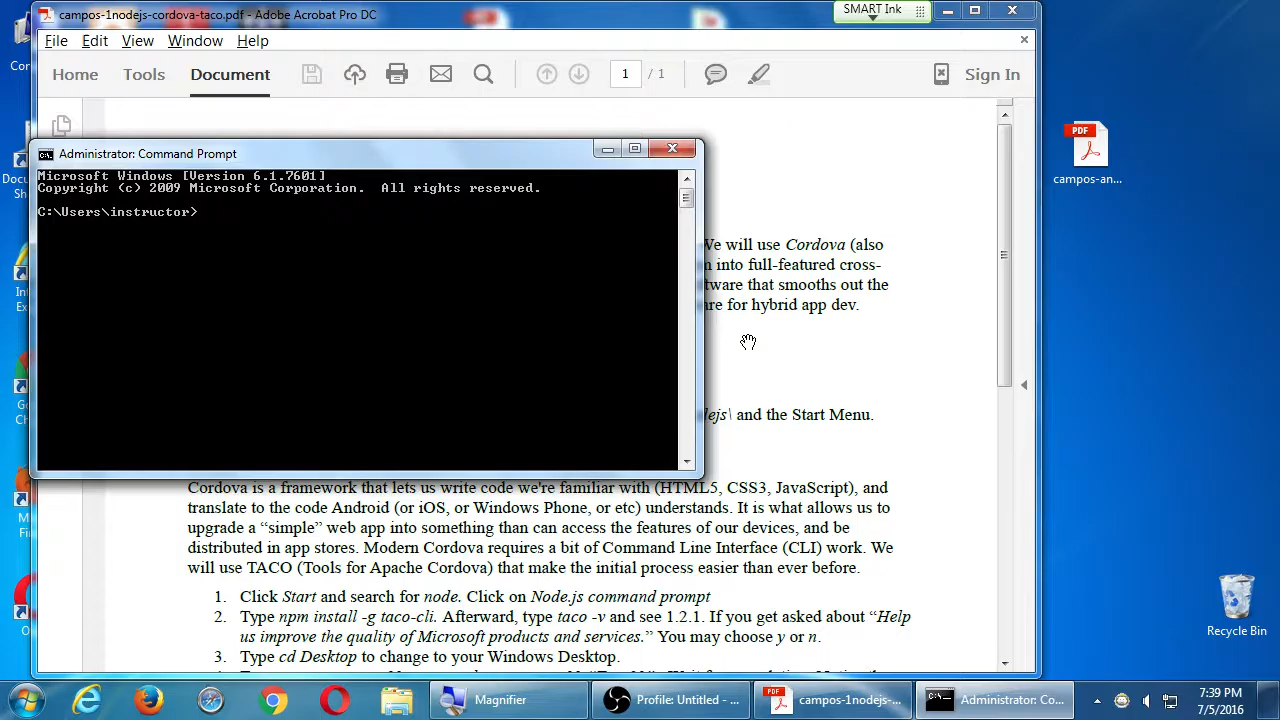 campos-1nodejs-cordova-taco.pdf - Adobe Acrobat Pro DC
SMART Ink
File Edit View Window Help
Home Tools Document 1 / 1 Sign In
Administrator: Command Prompt
Microsoft Windows [Version 6.1.7601]
Copyright (c) 2009 Microsoft Corporation. All rights reserved.
C:\Users\instructor>
We will use Cordova (also
into full-featured cross-
tware that smooths out the
are for hybrid app dev.
dejs\ and the Start Menu.
Cordova is a framework that lets us write code we're familiar with (HTML5, CSS3, JavaScript), and
translate to the code Android (or iOS, or Windows Phone, or etc) understands. It is what allows us to
upgrade a “simple” web app into something than can access the features of our devices, and be
distributed in app stores. Modern Cordova requires a bit of Command Line Interface (CLI) work. We
will use TACO (Tools for Apache Cordova) that make the initial process easier than ever before.
1. Click Start and search for node. Click on Node.js command prompt
2. Type npm install -g taco-cli. Afterward, type taco -v and see 1.2.1. If you get asked about “Help
us improve the quality of Microsoft products and services.” You may choose y or n.
3. Type cd Desktop to change to your Windows Desktop.
PDF
campos-an...
Recycle Bin
Magnifier
Profile: Untitled - ...
PDF
campos-1nodejs-...
Administrator: Co...
7:39 PM
7/5/2016